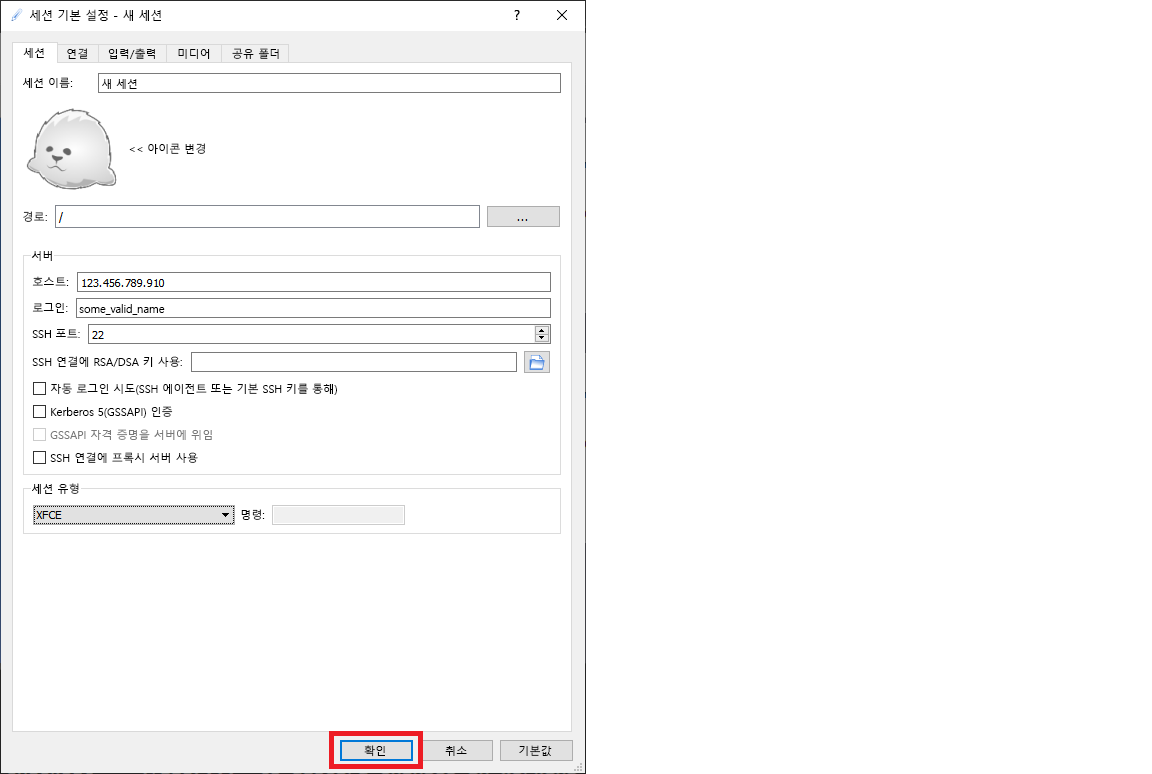 세션 기본 설정 - 새 세션 ?
세션 연결 입력/출력 미디어 공유 폴더
세션 이름: 새 세션
<< 아이콘 변경
경로: / ...
서버
호스트: 123.456.789.910
로그인: some_valid_name
SSH 포트: 22
SSH 연결에 RSA/DSA 키 사용:
자동 로그인 시도(SSH 에이전트 또는 기본 SSH 키를 통해)
Kerberos 5(GSSAPI) 인증
GSSAPI 자격 증명을 서버에 위임
SSH 연결에 프록시 서버 사용
세션 유형
XFCE 명령:
확인 취소 기본값